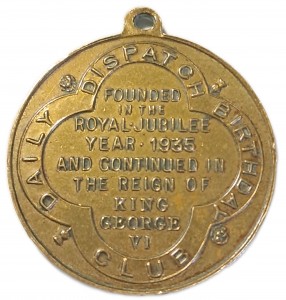 DAILY DISPATCH BIRTHDAY
CLUB
FOUNDED
IN THE
ROYAL·JUBILEE
YEAR·1935
AND CONTINUED IN
THE REIGN OF
KING
GEORGE
VI